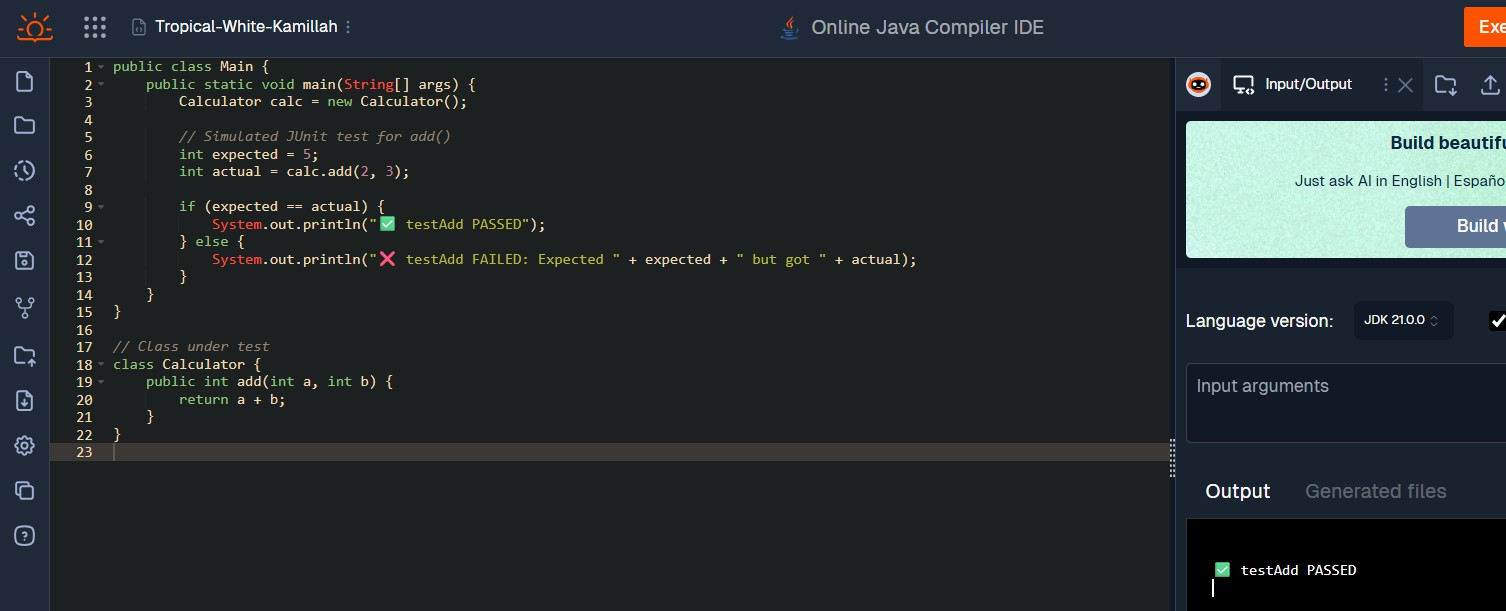 Tropical-White-Kamillah
Online Java Compiler IDE
Exe
1 public class Main {
2     public static void main(String[] args) {
3         Calculator calc = new Calculator();
4
5         // Simulated JUnit test for add()
6         int expected = 5;
7         int actual = calc.add(2, 3);
8
9         if (expected == actual) {
10             System.out.println("✅ testAdd PASSED");
11         } else {
12             System.out.println("❌ testAdd FAILED: Expected " + expected + " but got " + actual);
13         }
14     }
15 }
16
17 // Class under test
18 class Calculator {
19     public int add(int a, int b) {
20         return a + b;
21     }
22 }
23
Input/Output
Build beautifu
Just ask AI in English | Españo
Build w
Language version:
JDK 21.0.0
Input arguments
Output
Generated files
✅ testAdd PASSED